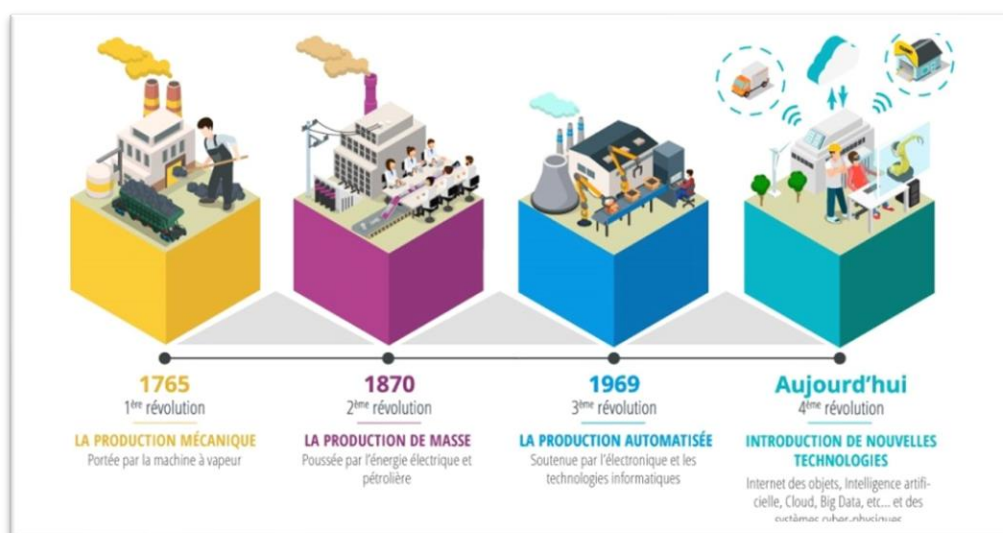 1765
1ère révolution
LA PRODUCTION MÉCANIQUE
Portée par la machine à vapeur
1870
2ème révolution
LA PRODUCTION DE MASSE
Poussée par l'énergie électrique et
pétrolière
1969
3ème révolution
LA PRODUCTION AUTOMATISÉE
Soutenue par l'électronique et les
technologies informatiques
Aujourd'hui
4ème révolution
INTRODUCTION DE NOUVELLES
TECHNOLOGIES
Internet des objets, Intelligence artifi-
cielle, Cloud, Big Data, etc... et des
systèmes cyber-physiques